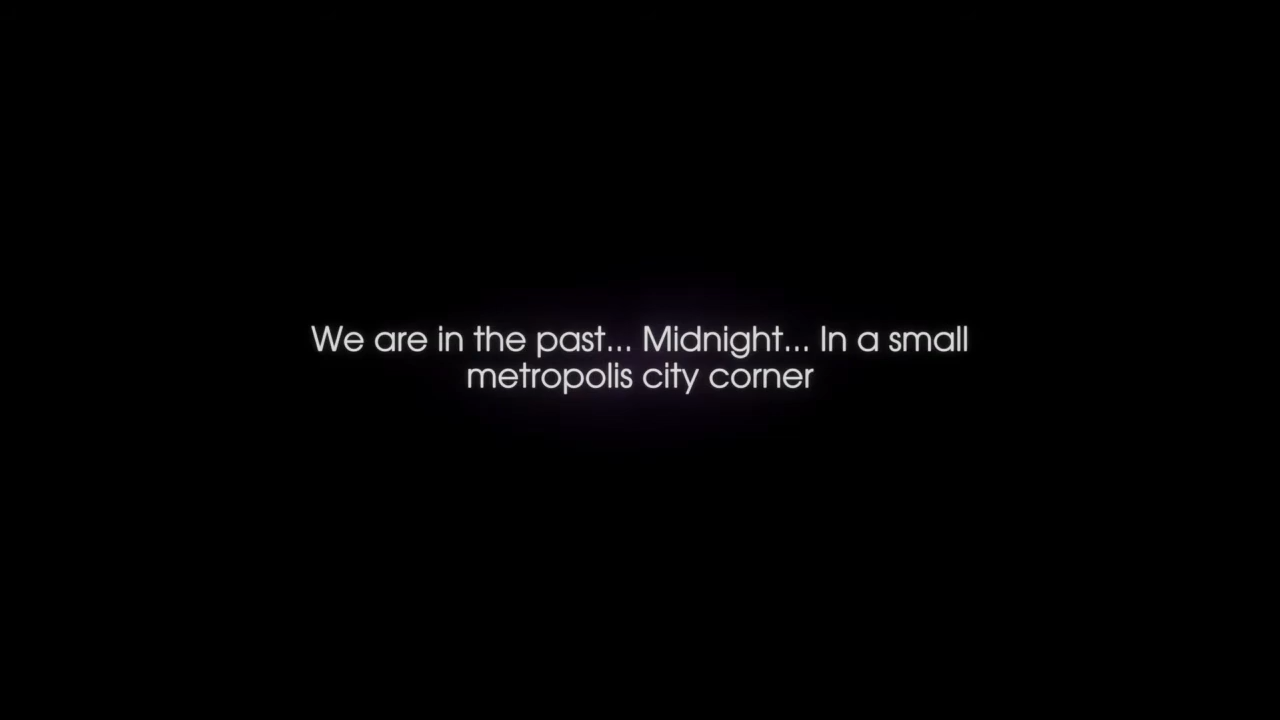 We are in the past... Midnight... In a small
metropolis city corner